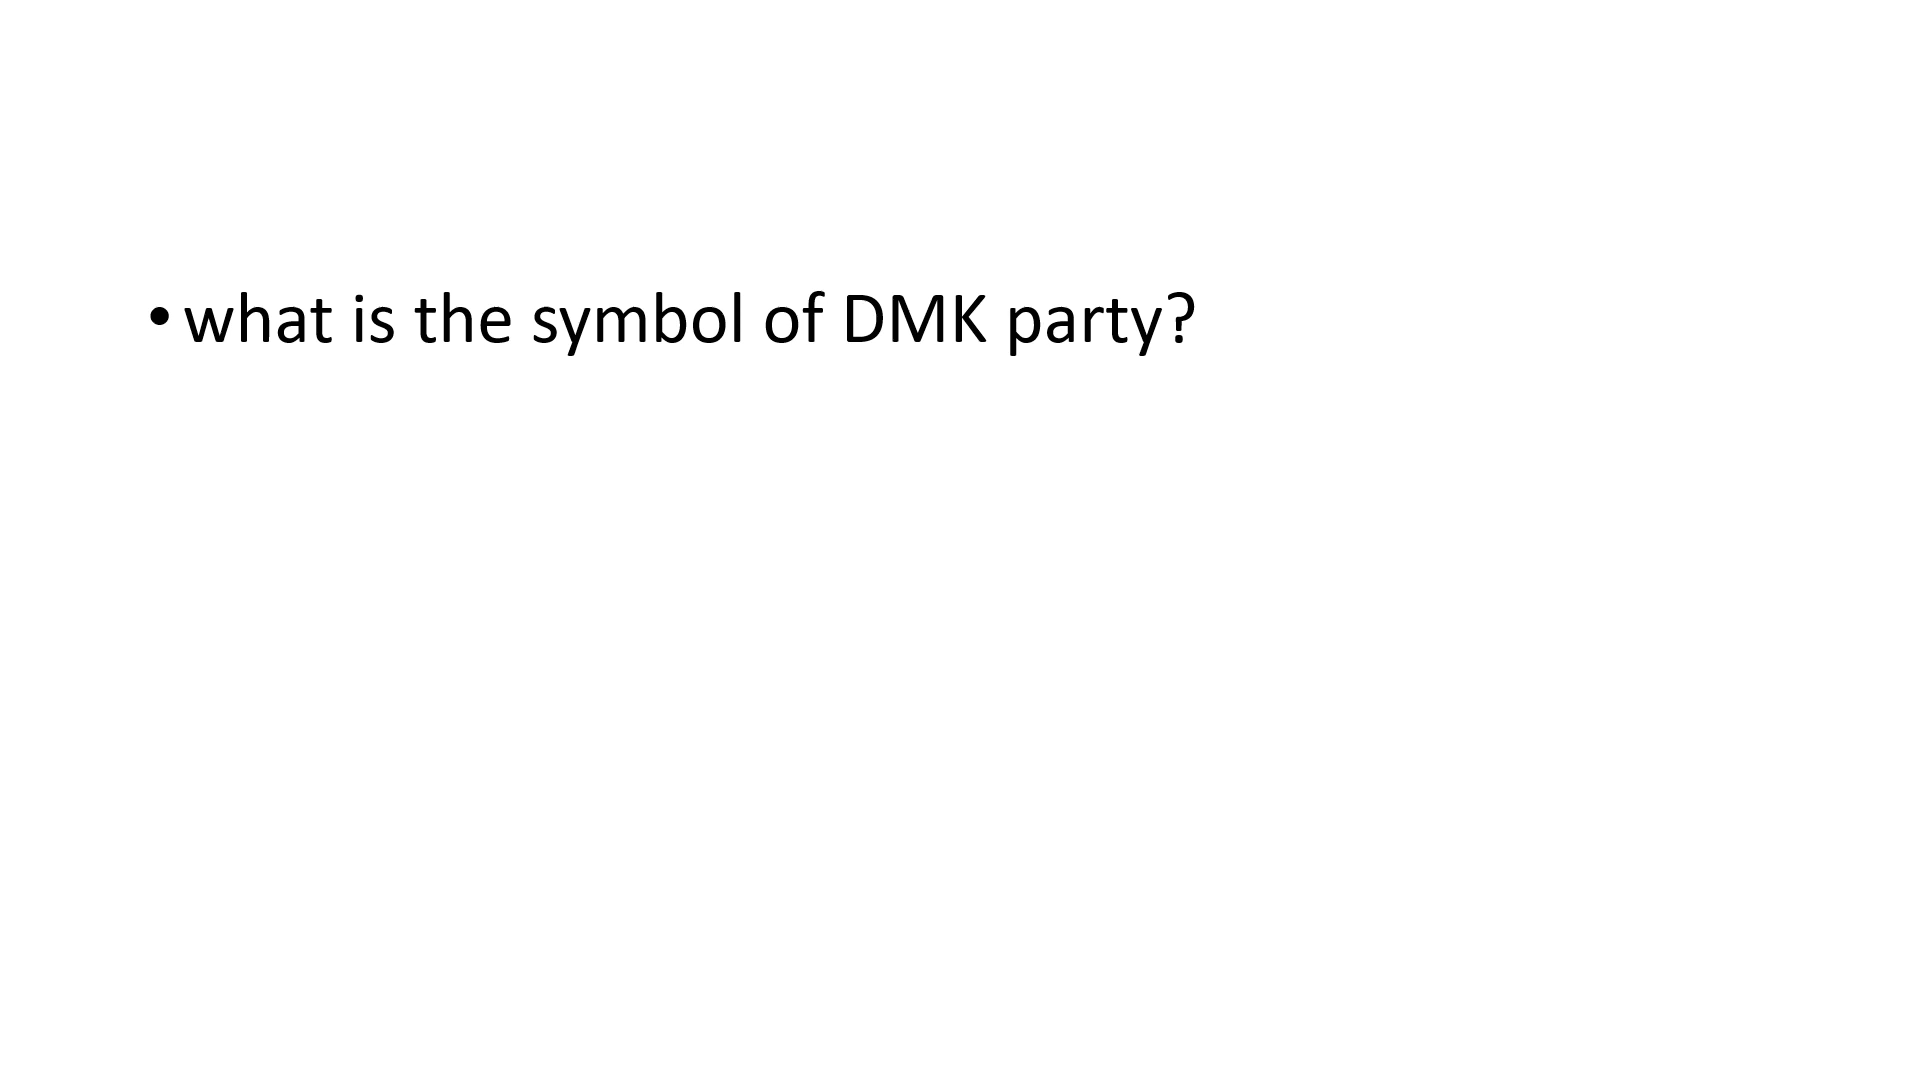 • what is the symbol of DMK party?